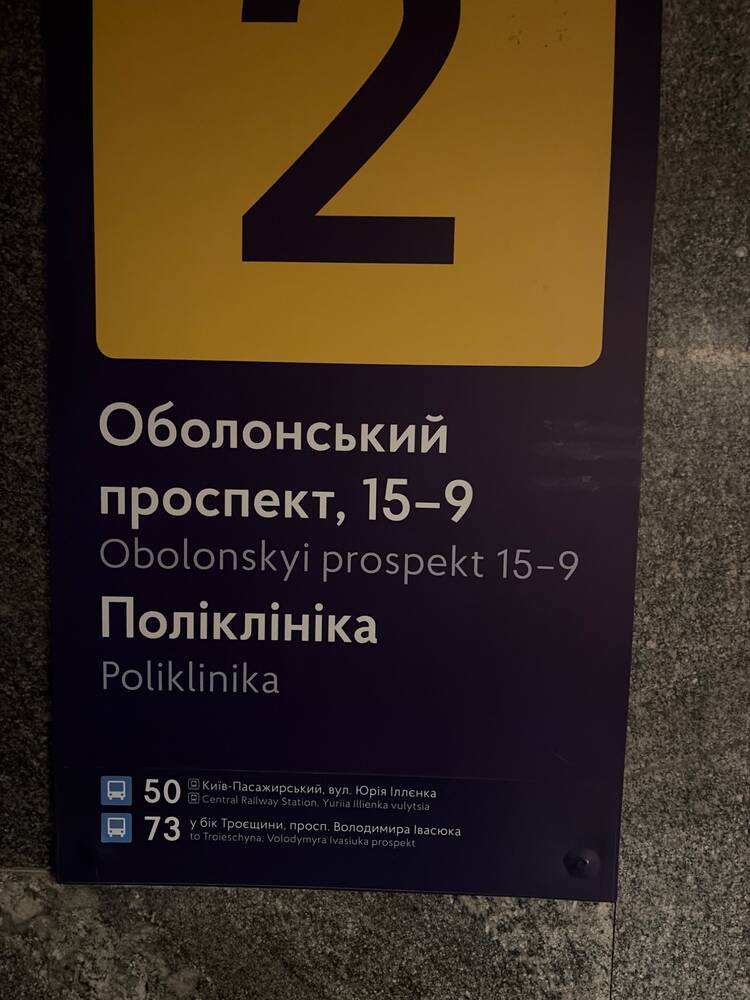 2
Оболонський
проспект, 15–9
Obolonskyi prospekt 15–9
Поліклініка
Poliklinika
50 Київ-Пасажирський, вул. Юрія Іллєнка
Central Railway Station, Yuriia Illienka vulytsia
73 у бік Троєщини, просп. Володимира Івасюка
to Troieschyna, Volodymyra Ivasiuka prospekt